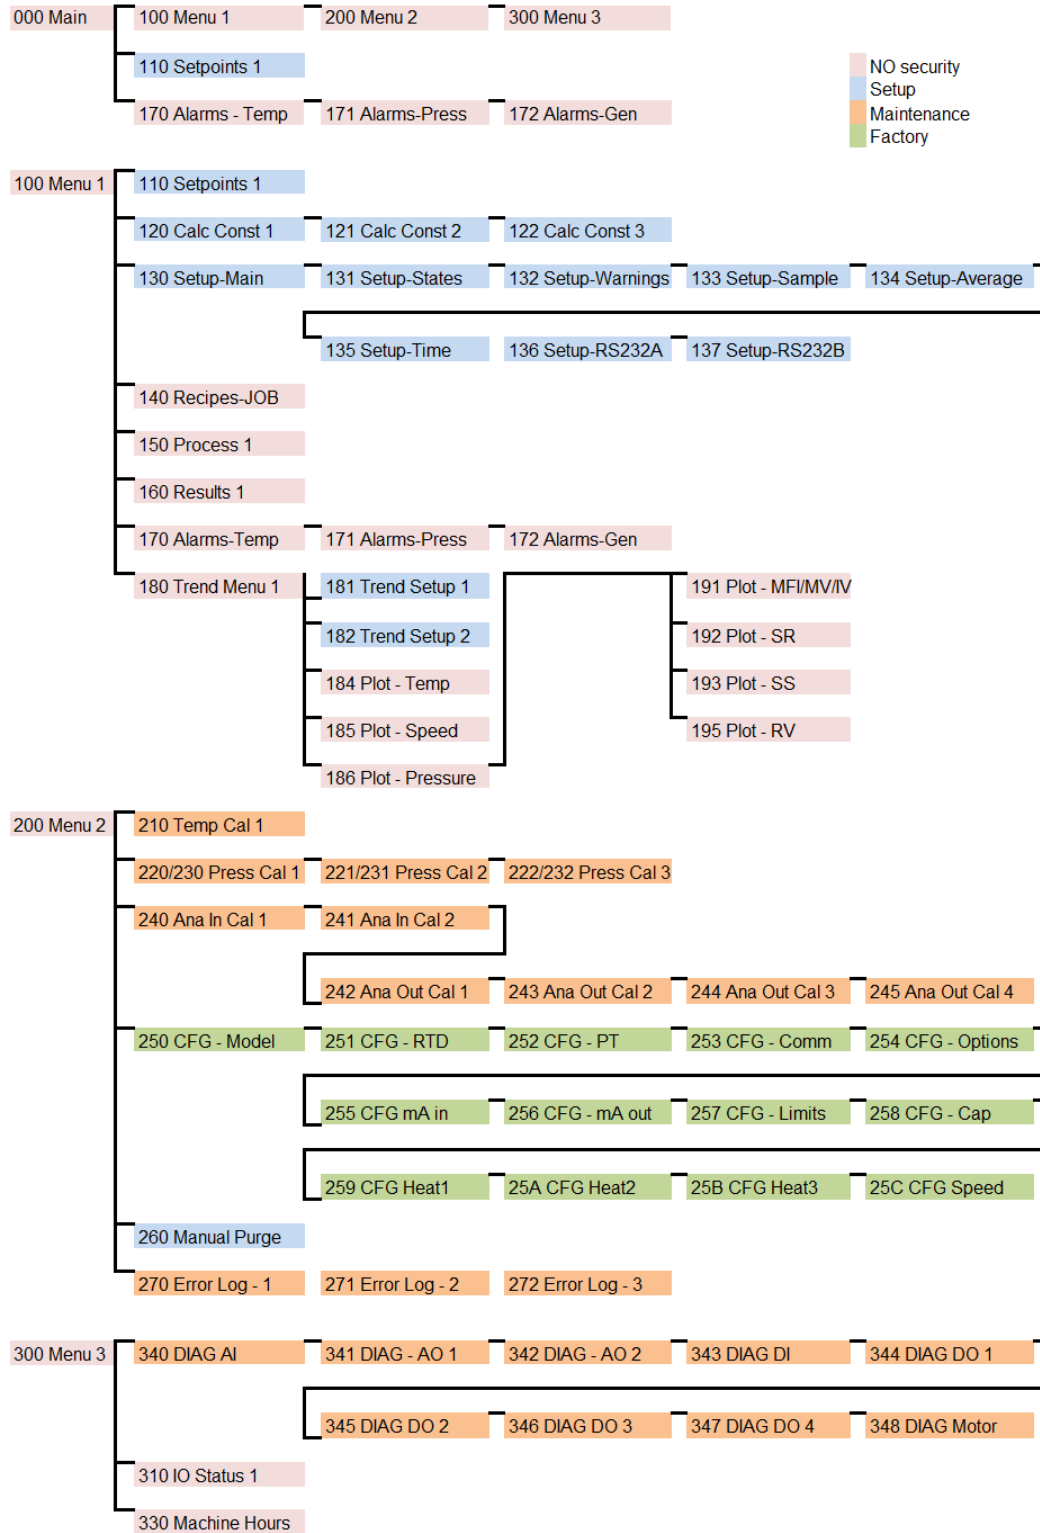 000 Main 100 Menu 1 200 Menu 2 300 Menu 3
110 Setpoints 1
NO security
Setup
Maintenance
Factory
170 Alarms - Temp 171 Alarms-Press 172 Alarms-Gen
100 Menu 1 110 Setpoints 1
120 Calc Const 1 121 Calc Const 2 122 Calc Const 3
130 Setup-Main 131 Setup-States 132 Setup-Warnings 133 Setup-Sample 134 Setup-Average
135 Setup-Time 136 Setup-RS232A 137 Setup-RS232B
140 Recipes-JOB
150 Process 1
160 Results 1
170 Alarms-Temp 171 Alarms-Press 172 Alarms-Gen
180 Trend Menu 1 181 Trend Setup 1 191 Plot - MFI/MV/IV
182 Trend Setup 2 192 Plot - SR
184 Plot - Temp 193 Plot - SS
185 Plot - Speed 195 Plot - RV
186 Plot - Pressure
200 Menu 2 210 Temp Cal 1
220/230 Press Cal 1 221/231 Press Cal 2 222/232 Press Cal 3
240 Ana In Cal 1 241 Ana In Cal 2
242 Ana Out Cal 1 243 Ana Out Cal 2 244 Ana Out Cal 3 245 Ana Out Cal 4
250 CFG - Model 251 CFG - RTD 252 CFG - PT 253 CFG - Comm 254 CFG - Options
255 CFG mA in 256 CFG - mA out 257 CFG - Limits 258 CFG - Cap
259 CFG Heat1 25A CFG Heat2 25B CFG Heat3 25C CFG Speed
260 Manual Purge
270 Error Log - 1 271 Error Log - 2 272 Error Log - 3
300 Menu 3 340 DIAG AI 341 DIAG - AO 1 342 DIAG - AO 2 343 DIAG DI 344 DIAG DO 1
345 DIAG DO 2 346 DIAG DO 3 347 DIAG DO 4 348 DIAG Motor
310 IO Status 1
330 Machine Hours